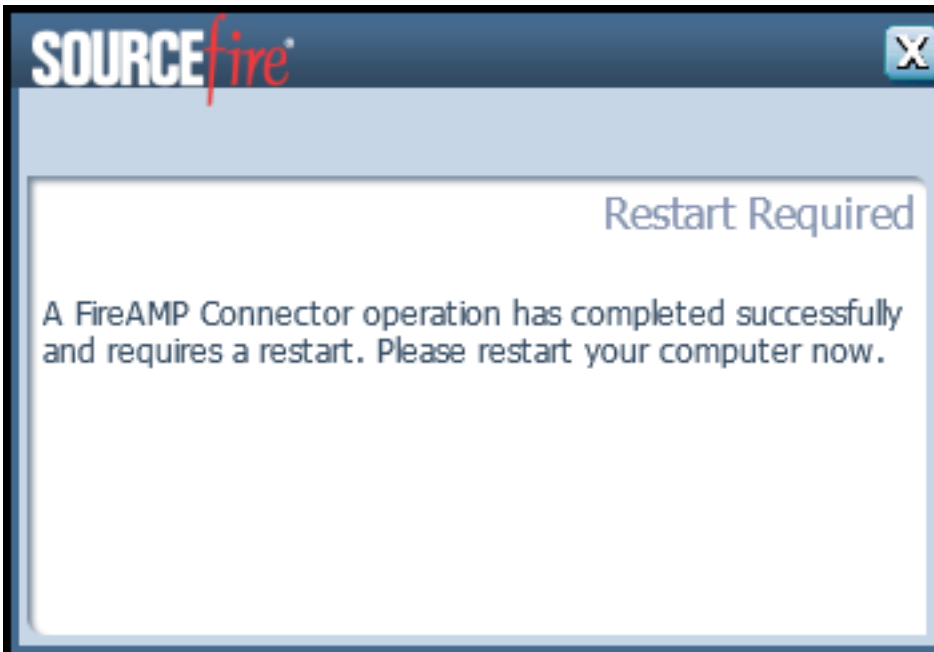 SOURCEfire®
X
Restart Required
A FireAMP Connector operation has completed successfully
and requires a restart. Please restart your computer now.